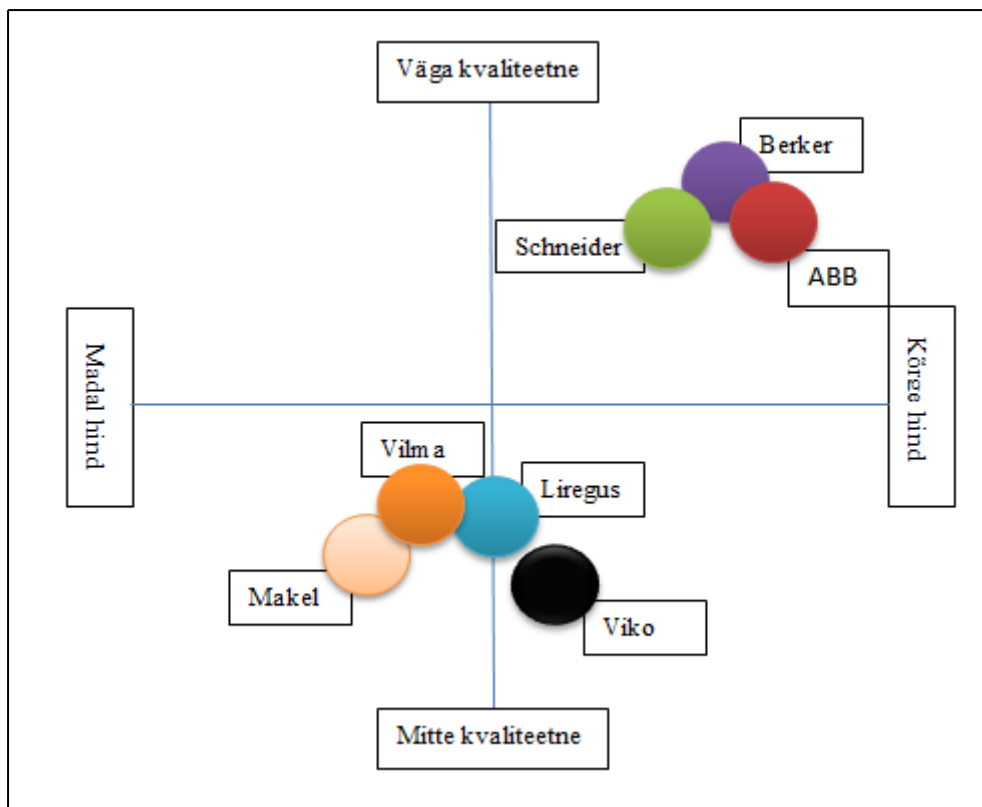 Väga kvaliteetne
Berker
Schneider
ABB
Madal hind
Kõrge hind
Vilma
Liregus
Makel
Viko
Mitte kvaliteetne